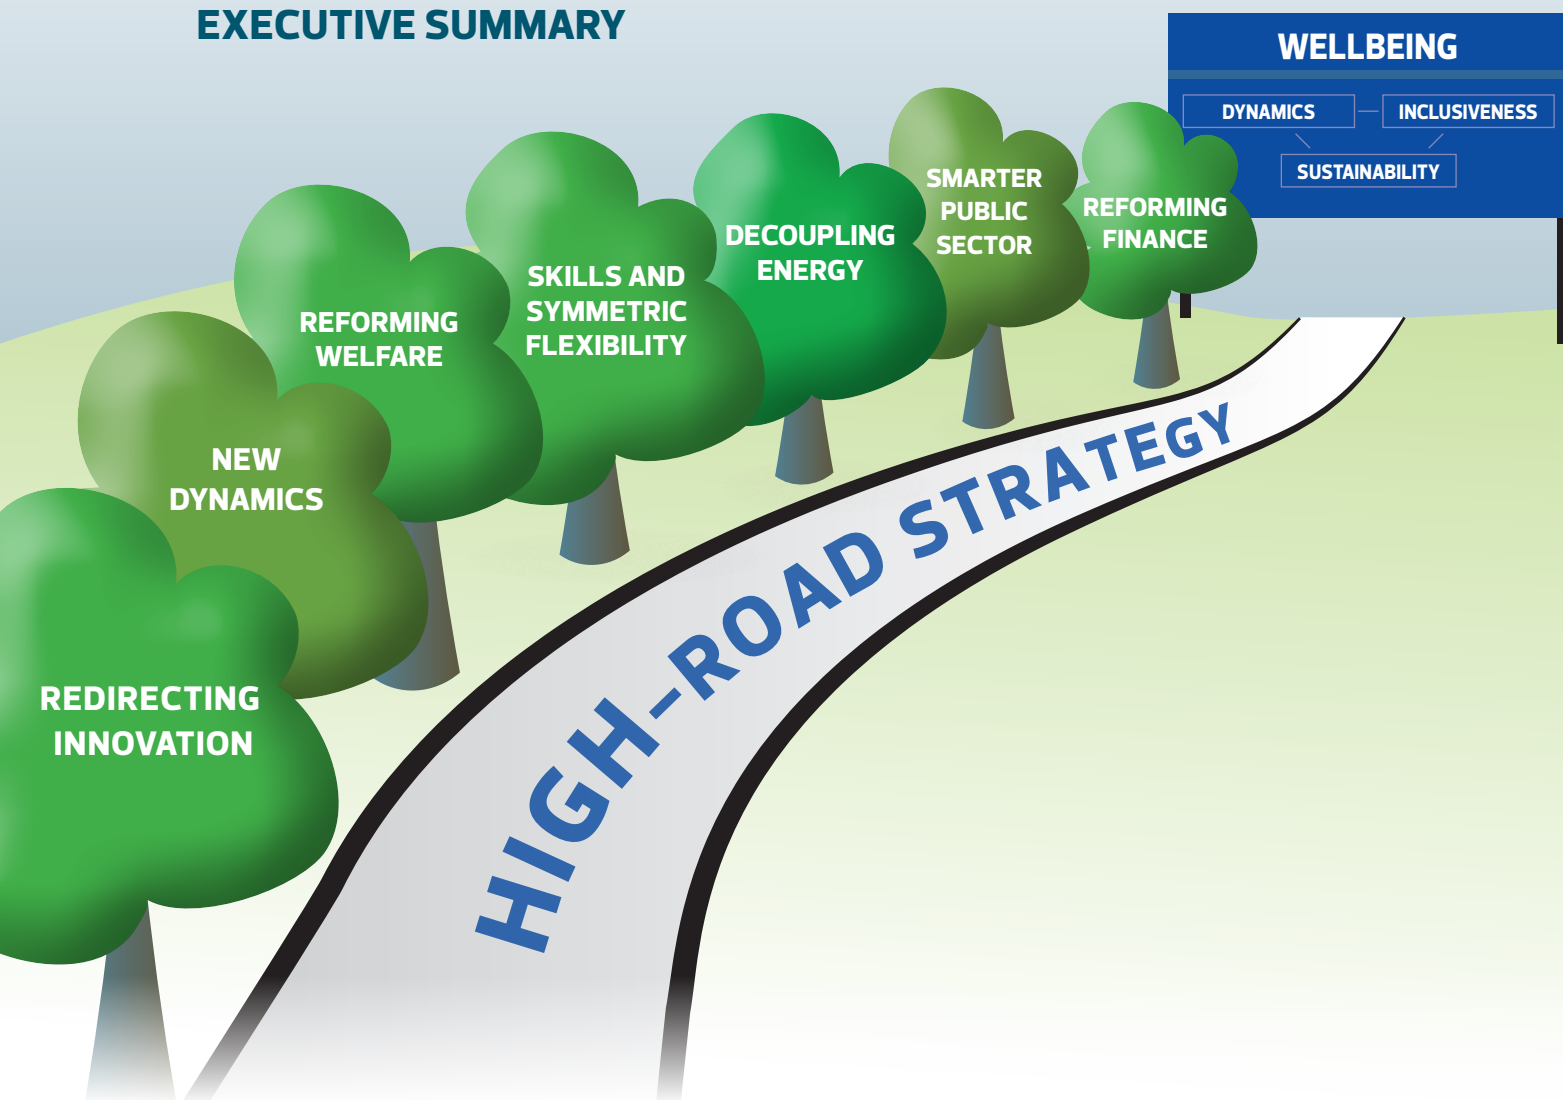 EXECUTIVE SUMMARY
WELLBEING
DYNAMICS
INCLUSIVENESS
SUSTAINABILITY
REDIRECTING
INNOVATION
NEW
DYNAMICS
REFORMING
WELFARE
SKILLS AND
SYMMETRIC
FLEXIBILITY
DECOUPLING
ENERGY
SMARTER
PUBLIC
SECTOR
REFORMING
FINANCE
HIGH-ROAD STRATEGY